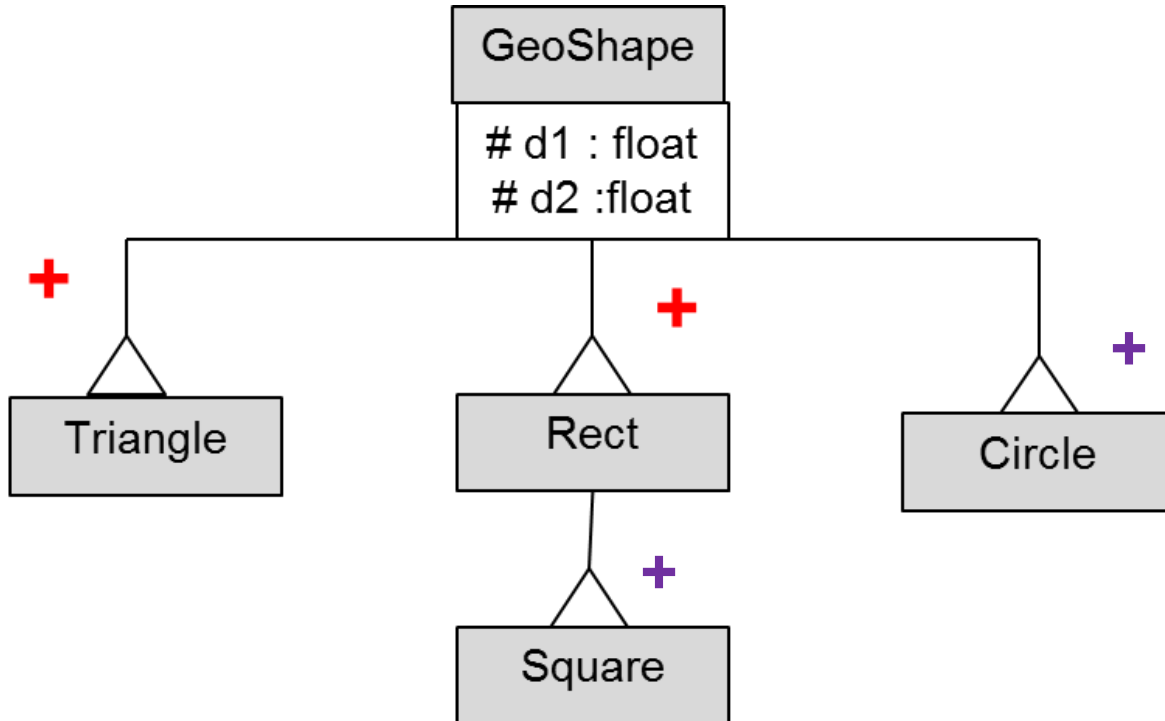 GeoShape
# d1 : float
# d2 :float
+
+
+
Triangle
Rect
Circle
+
Square